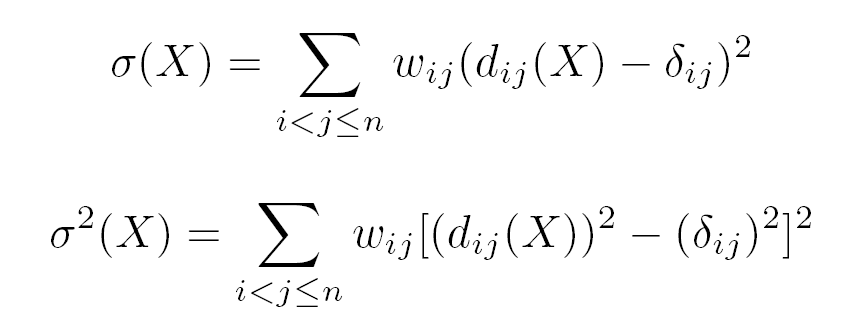 σ(X) = ∑_{i<j≤n} w_{ij}(d_{ij}(X) − δ_{ij})^2
σ^2(X) = ∑_{i<j≤n} w_{ij}[(d_{ij}(X))^2 − (δ_{ij})^2]^2